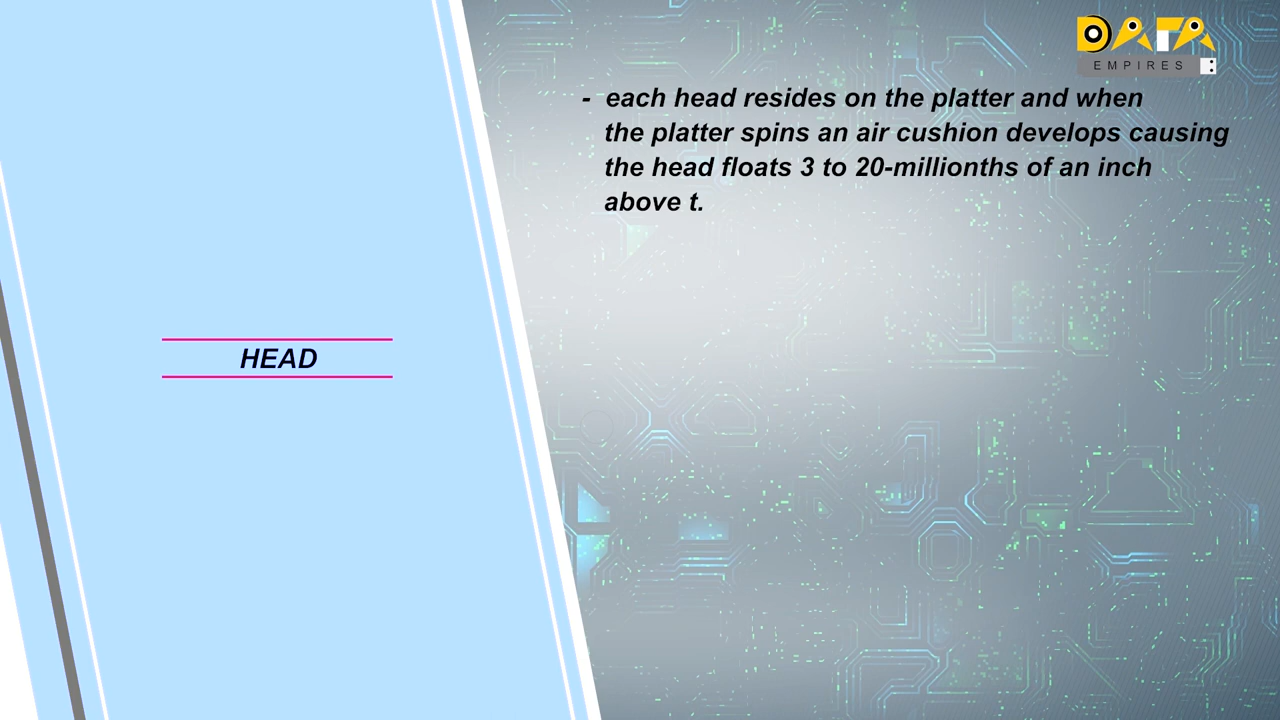 DATA
EMPIRES
- each head resides on the platter and when
the platter spins an air cushion develops causing
the head floats 3 to 20-millionths of an inch
above t.
HEAD